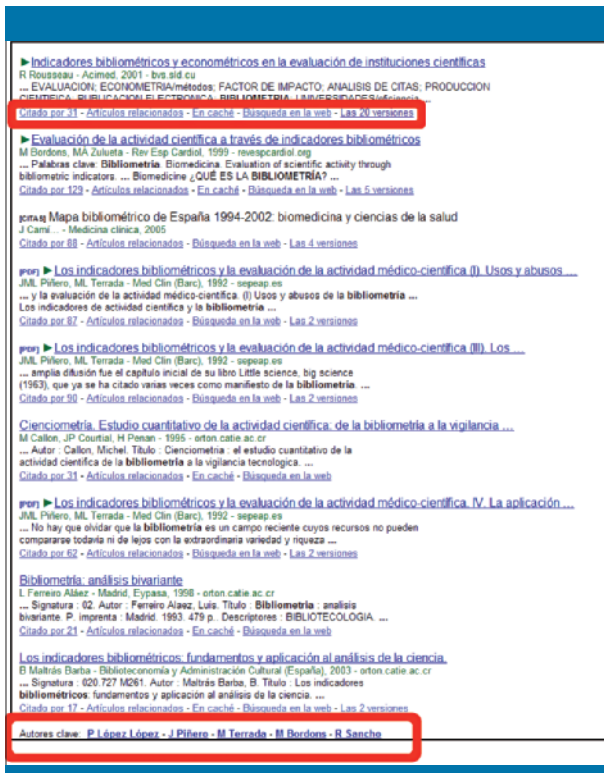 ►Indicadores bibliométricos y econométricos en la evaluación de instituciones científicas
R Rousseau - Acimed, 2001 - bvs.sld.cu
... EVALUACION; ECONOMETRIA/métodos; FACTOR DE IMPACTO; ANALISIS DE CITAS; PRODUCCION
CIENTIFICA; PUBLICACION ELECTRONICA; BIBLIOMETRIA; UNIVERSIDADES/eficiencia ...
Citado por 31 - Artículos relacionados - En caché - Búsqueda en la web - Las 20 versiones
►Evaluación de la actividad científica a través de indicadores bibliométricos
M Bordons, MA Zulueta - Rev Esp Cardiol, 1999 - revespcardiol.org
... Palabras clave: Bibliometría. Biomedicina. Evaluation of scientific activity through
bibliometric indicators. ... Biomedicine ¿QUÉ ES LA BIBLIOMETRÍA? ...
Citado por 129 - Artículos relacionados - En caché - Búsqueda en la web - Las 5 versiones
[CITAS] Mapa bibliométrico de España 1994-2002: biomedicina y ciencias de la salud
J Camí... - Medicina clínica, 2005
Citado por 88 - Artículos relacionados - Búsqueda en la web - Las 4 versiones
[PDF] ►Los indicadores bibliométricos y la evaluación de la actividad médico-científica (I). Usos y abusos ...
JML Piñero, ML Terrada - Med Clin (Barc), 1992 - sepeap.es
... y la evaluación de la actividad médico-científica. (I) Usos y abusos de la bibliometría ...
Los indicadores de actividad científica y la bibliometría ...
Citado por 87 - Artículos relacionados - Búsqueda en la web - Las 2 versiones
[PDF] ►Los indicadores bibliométricos y la evaluación de la actividad médico-científica (III). Los ...
JML Piñero, ML Terrada - Med Clin (Barc), 1992 - sepeap.es
... amplia difusión fue el capítulo inicial de su libro Little science, big science
(1963), que ya se ha citado varias veces como manifiesto de la bibliometría. ...
Citado por 90 - Artículos relacionados - Búsqueda en la web - Las 2 versiones
Cienciometría. Estudio cuantitativo de la actividad científica: de la bibliometría a la vigilancia ...
M Callon, JP Courtial, H Penan - 1995 - orton.catie.ac.cr
... Autor : Callon, Michel. Título : Cienciometria : el estudio cuantitativo de la
actividad científica de la bibliometría a la vigilancia tecnologica. ...
Citado por 31 - Artículos relacionados - En caché - Búsqueda en la web
[PDF] ►Los indicadores bibliométricos y la evaluación de la actividad médico-científica. IV. La aplicación ...
JML Piñero, ML Terrada - Med Clin (Barc), 1992 - sepeap.es
... No hay que olvidar que la bibliometría es un campo reciente cuyos recursos no pueden
compararse todavía ni de lejos con la extraordinaria variedad y riqueza ...
Citado por 62 - Artículos relacionados - Búsqueda en la web - Las 2 versiones
Bibliometría: análisis bivariante
L Ferreiro Aláez - Madrid, Eypasa, 1998 - orton.catie.ac.cr
... Signatura : 02. Autor : Ferreiro Alaez, Luis. Título : Bibliometria : analisis
bivariante. P. imprenta : Madrid. 1993. 479 p.. Descriptores : BIBLIOTECOLOGIA. ...
Citado por 21 - Artículos relacionados - En caché - Búsqueda en la web
Los indicadores bibliométricos: fundamentos y aplicación al análisis de la ciencia.
B Maltrás Barba - Biblioteconomía y Administración Cultural (España), 2003 - orton.catie.ac.cr
... Signatura : 020.727 M261. Autor : Maltrás Barba, B. Título : Los indicadores
bibliométricos: fundamentos y aplicación al análisis de la ciencia. ...
Citado por 17 - Artículos relacionados - En caché - Búsqueda en la web - Las 2 versiones
Autores clave: P López López - J Piñero - M Terrada - M Bordons - R Sancho